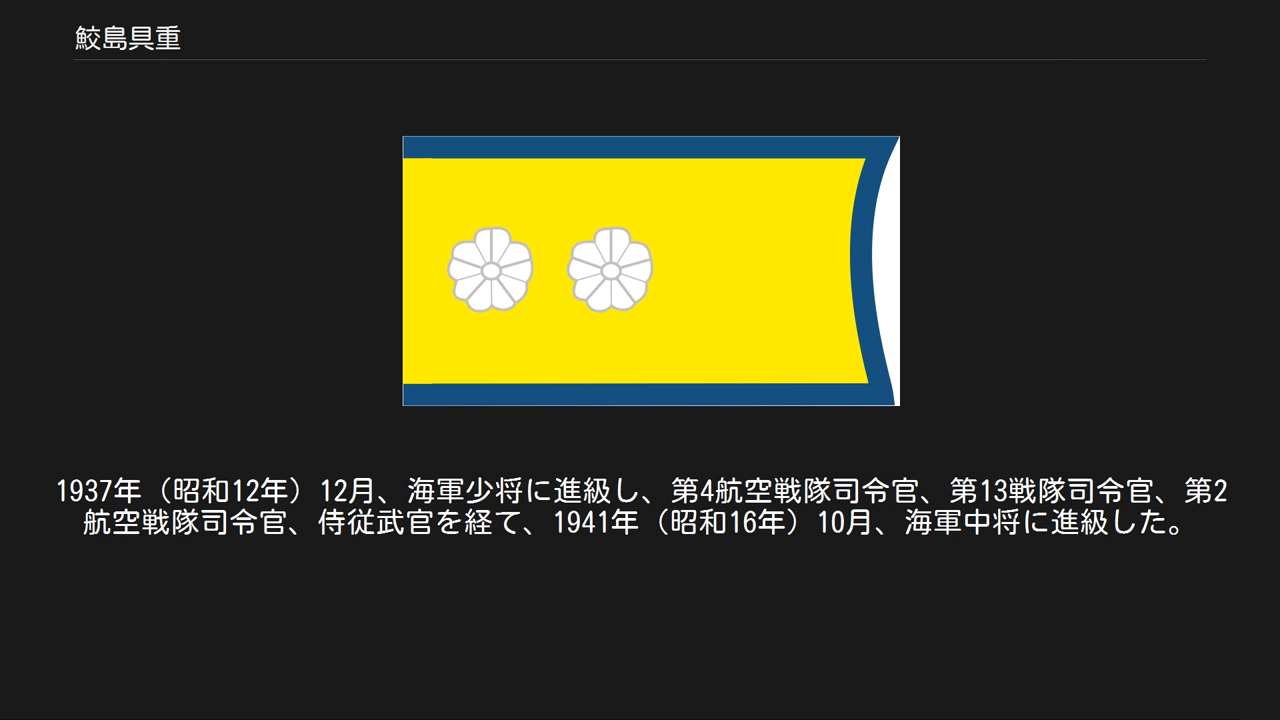 鮫島具重
1937年（昭和12年）12月、海軍少将に進級し、第4航空戦隊司令官、第13戦隊司令官、第2
航空戦隊司令官、侍従武官を経て、1941年（昭和16年）10月、海軍中将に進級した。